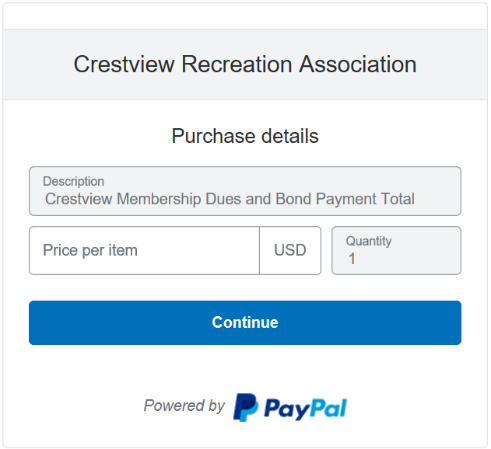 Crestview Recreation Association
Purchase details
Description
Crestview Membership Dues and Bond Payment Total
Price per item
USD
Quantity
1
Continue
Powered by PayPal